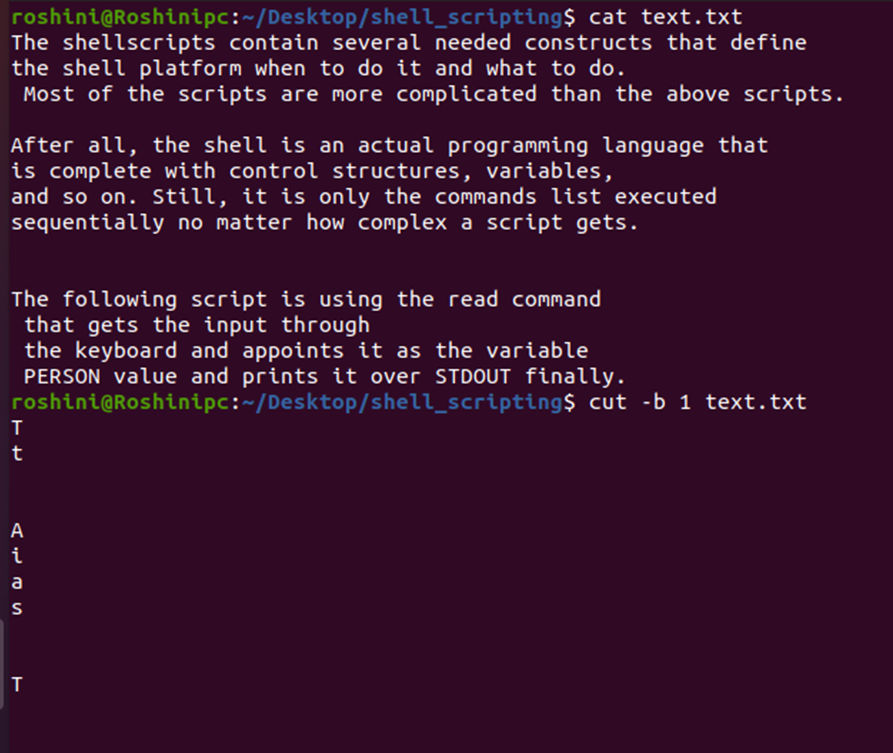 roshini@Roshinipc:~/Desktop/shell_scripting$ cat text.txt
The shellscripts contain several needed constructs that define
the shell platform when to do it and what to do.
 Most of the scripts are more complicated than the above scripts.

After all, the shell is an actual programming language that
is complete with control structures, variables,
and so on. Still, it is only the commands list executed
sequentially no matter how complex a script gets.


The following script is using the read command
 that gets the input through
 the keyboard and appoints it as the variable
 PERSON value and prints it over STDOUT finally.
roshini@Roshinipc:~/Desktop/shell_scripting$ cut -b 1 text.txt
T
t


A
i
a
s


T